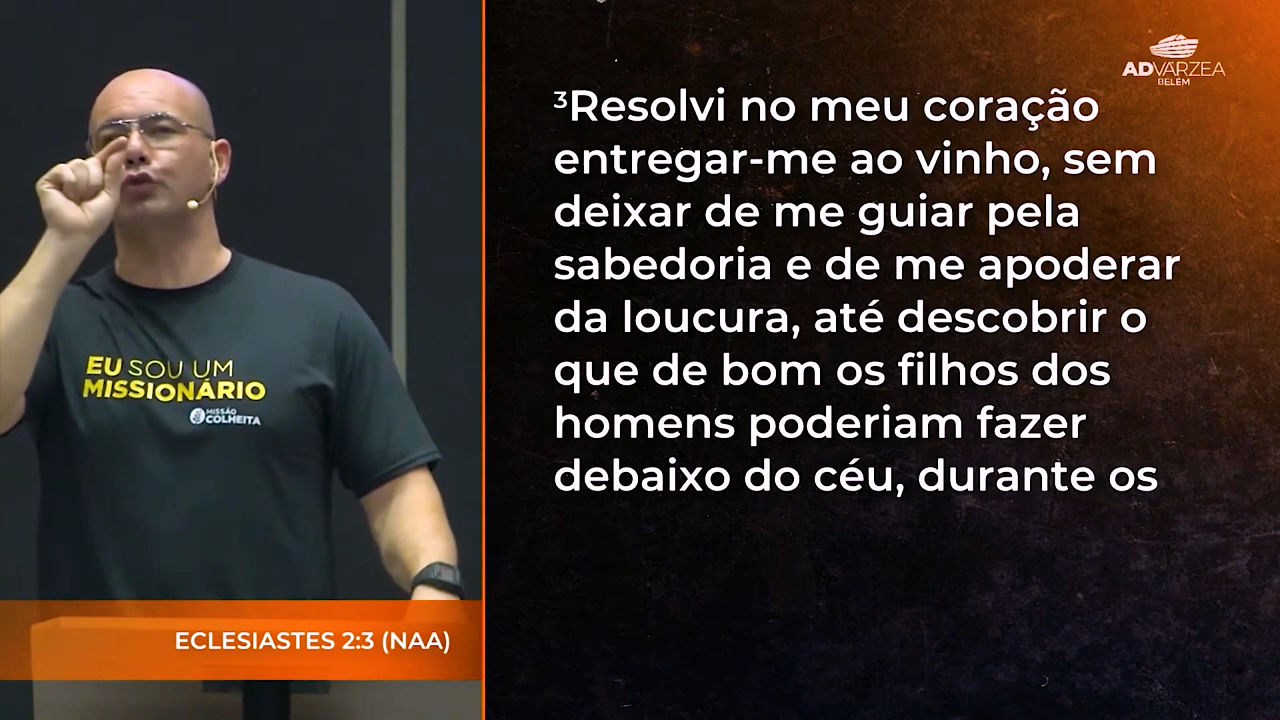 EU SOU UM
MISSIONÁRIO
MISSÃO
COLHEITA
ECLESIASTES 2:3 (NAA)
ADVÁRZEA
BELÉM
³Resolvi no meu coração
entregar-me ao vinho, sem
deixar de me guiar pela
sabedoria e de me apoderar
da loucura, até descobrir o
que de bom os filhos dos
homens poderiam fazer
debaixo do céu, durante os